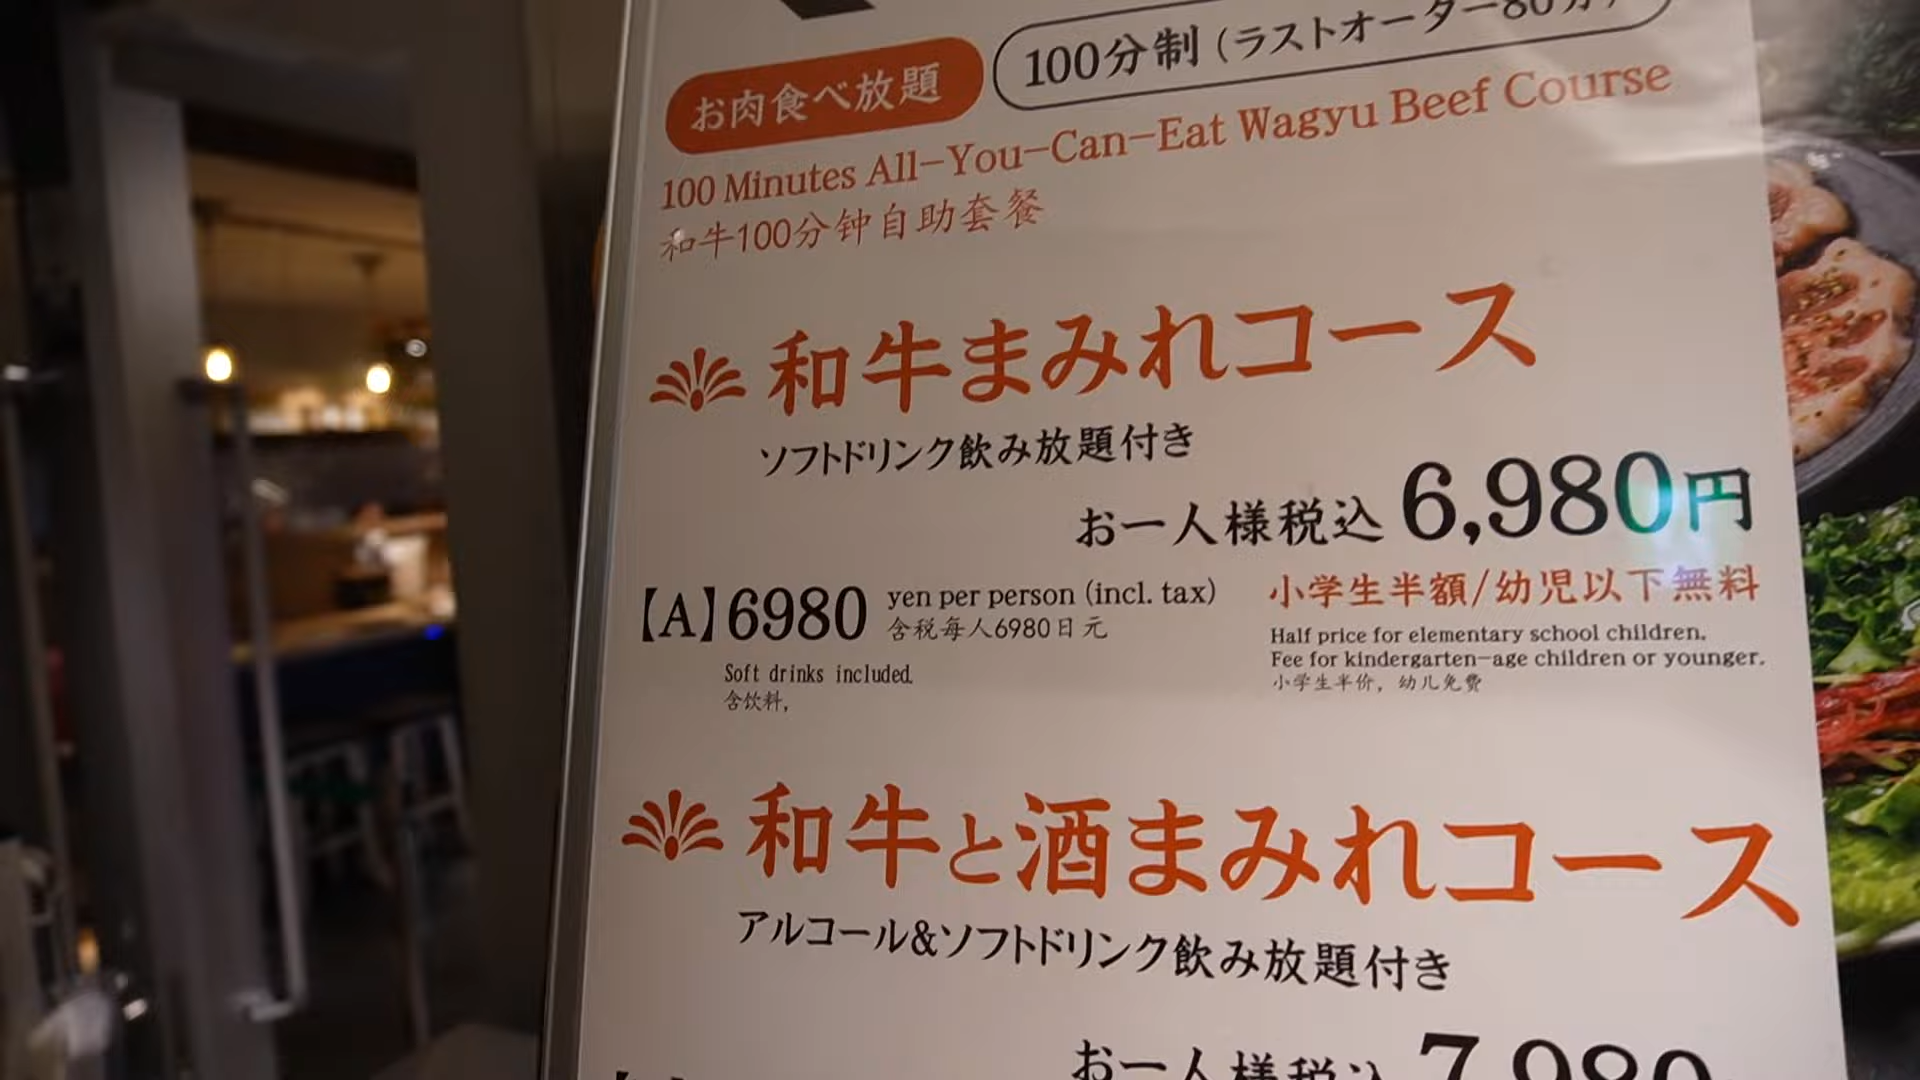 お肉食べ放題
100分制(ラストオーダー80分)
100 Minutes All-You-Can-Eat Wagyu Beef Course
和牛100分钟自助套餐
和牛まみれコース
ソフトドリンク飲み放題付き
お一人様税込 6,980円
【A】6980 yen per person (incl. tax)
含税每人6980日元
Soft drinks included.
含饮料,
小学生半額/幼児以下無料
Half price for elementary school children.
Fee for kindergarten-age children or younger.
小学生半价，幼儿免费
和牛と酒まみれコース
アルコール&ソフトドリンク飲み放題付き
お一人様税込 7,980